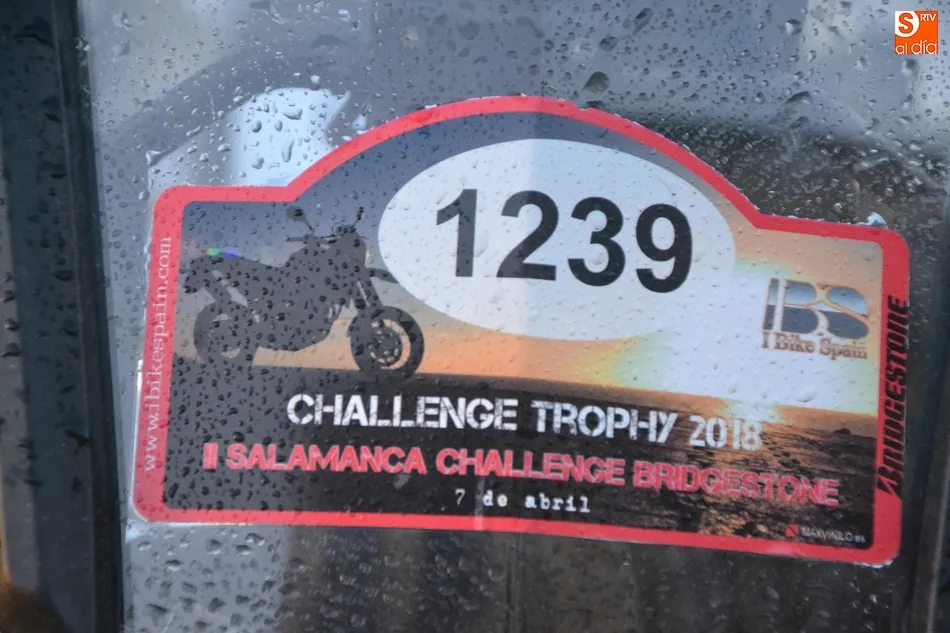 S RTV
al día
1239
www.ibikespain.com
IBS
I Bike Spain
BRIDGESTONE
CHALLENGE TROPHY 2018
II SALAMANCA CHALLENGE BRIDGESTONE
7 de abril
MAXVINILO.es